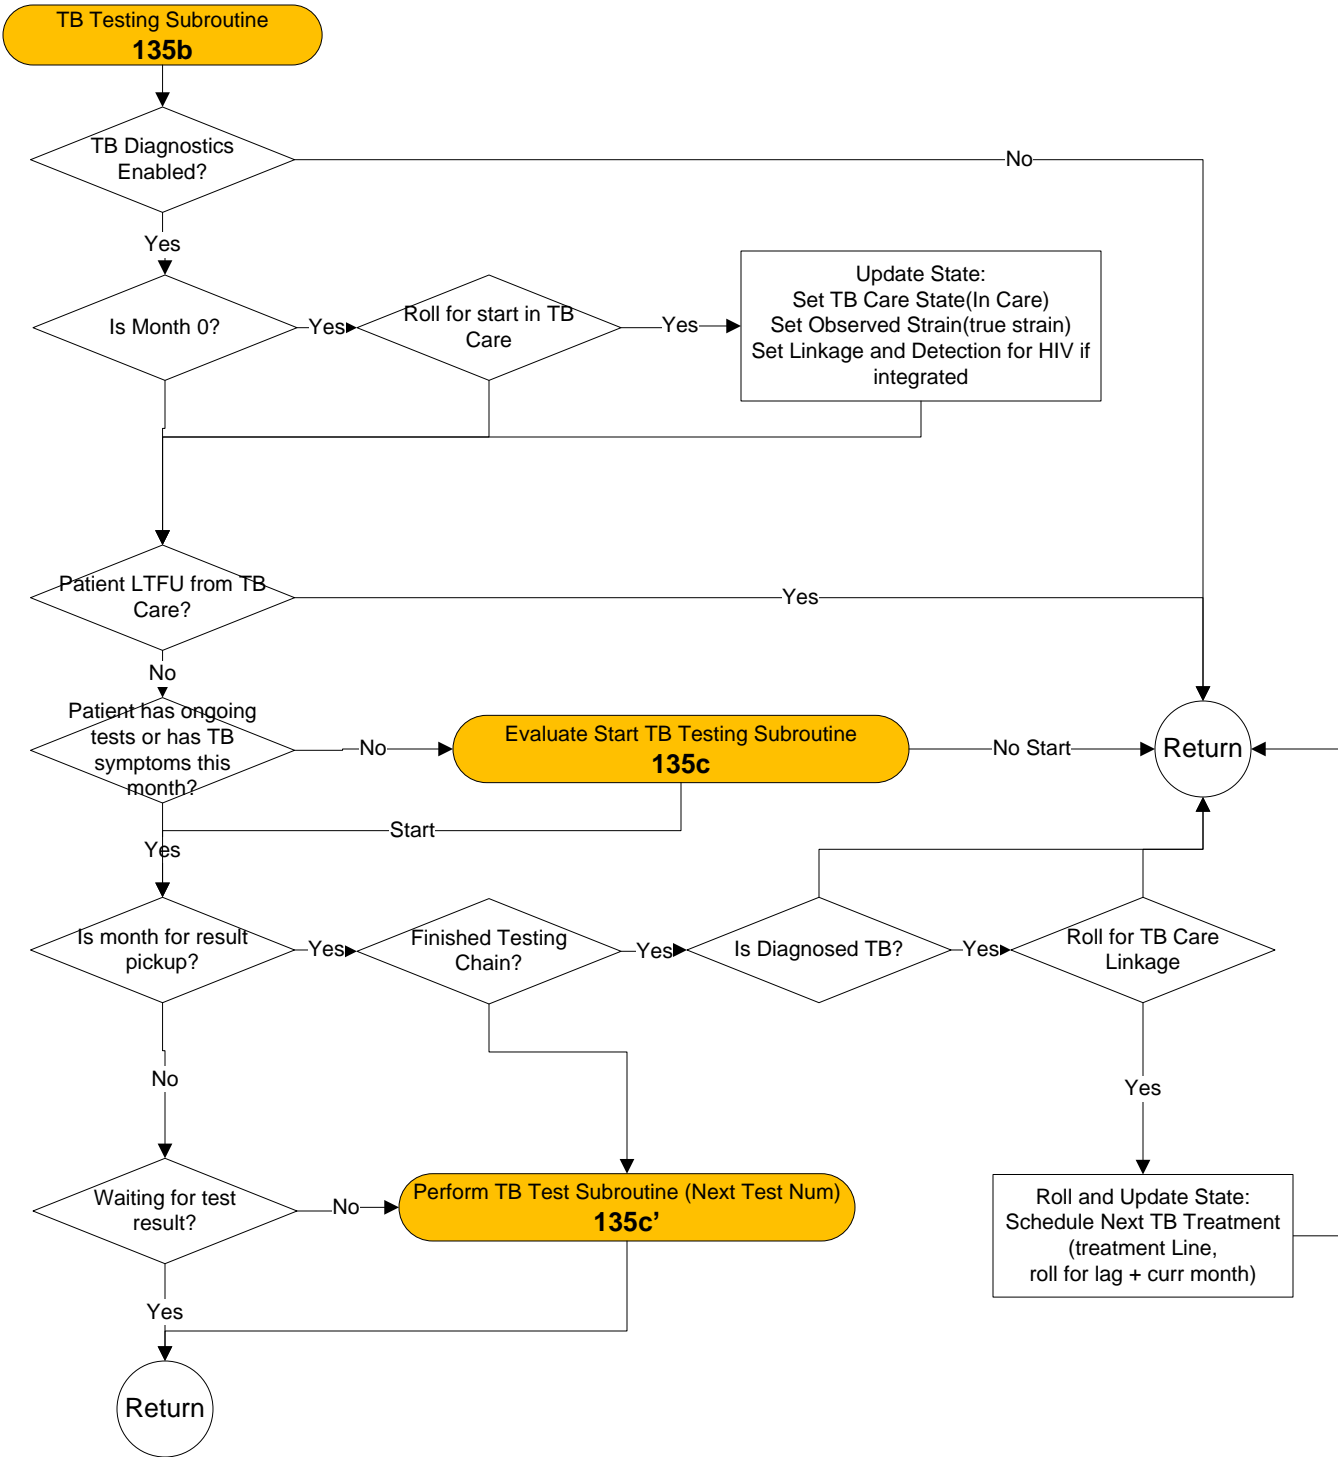 TB Testing Subroutine
135b
TB Diagnostics
Enabled?
No
Yes
Is Month 0?
Yes
Roll for start in TB
Care
Yes
Update State:
Set TB Care State(In Care)
Set Observed Strain(true strain)
Set Linkage and Detection for HIV if
integrated
Patient LTFU from TB
Care?
Yes
No
Patient has ongoing
tests or has TB
symptoms this
month?
No
Evaluate Start TB Testing Subroutine
135c
No Start
Return
Start
Yes
Is month for result
pickup?
Yes
Finished Testing
Chain?
Yes
Is Diagnosed TB?
Yes
Roll for TB Care
Linkage
No
Yes
Waiting for test
result?
No
Perform TB Test Subroutine (Next Test Num)
135c’
Roll and Update State:
Schedule Next TB Treatment
(treatment Line,
roll for lag + curr month)
Yes
Return